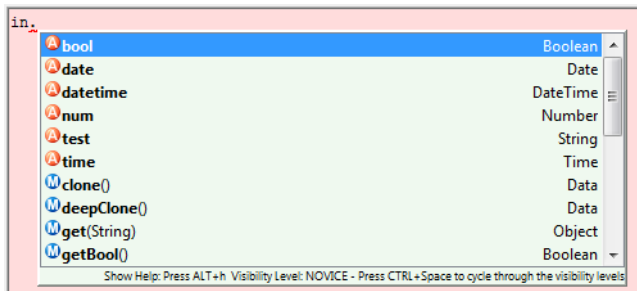 in.
A bool Boolean
A date Date
A datetime DateTime
A num Number
A test String
A time Time
M clone() Data
M deepClone() Data
M get(String) Object
M getBool() Boolean
Show Help: Press ALT+h Visibility Level: NOVICE - Press CTRL+Space to cycle through the visibility levels